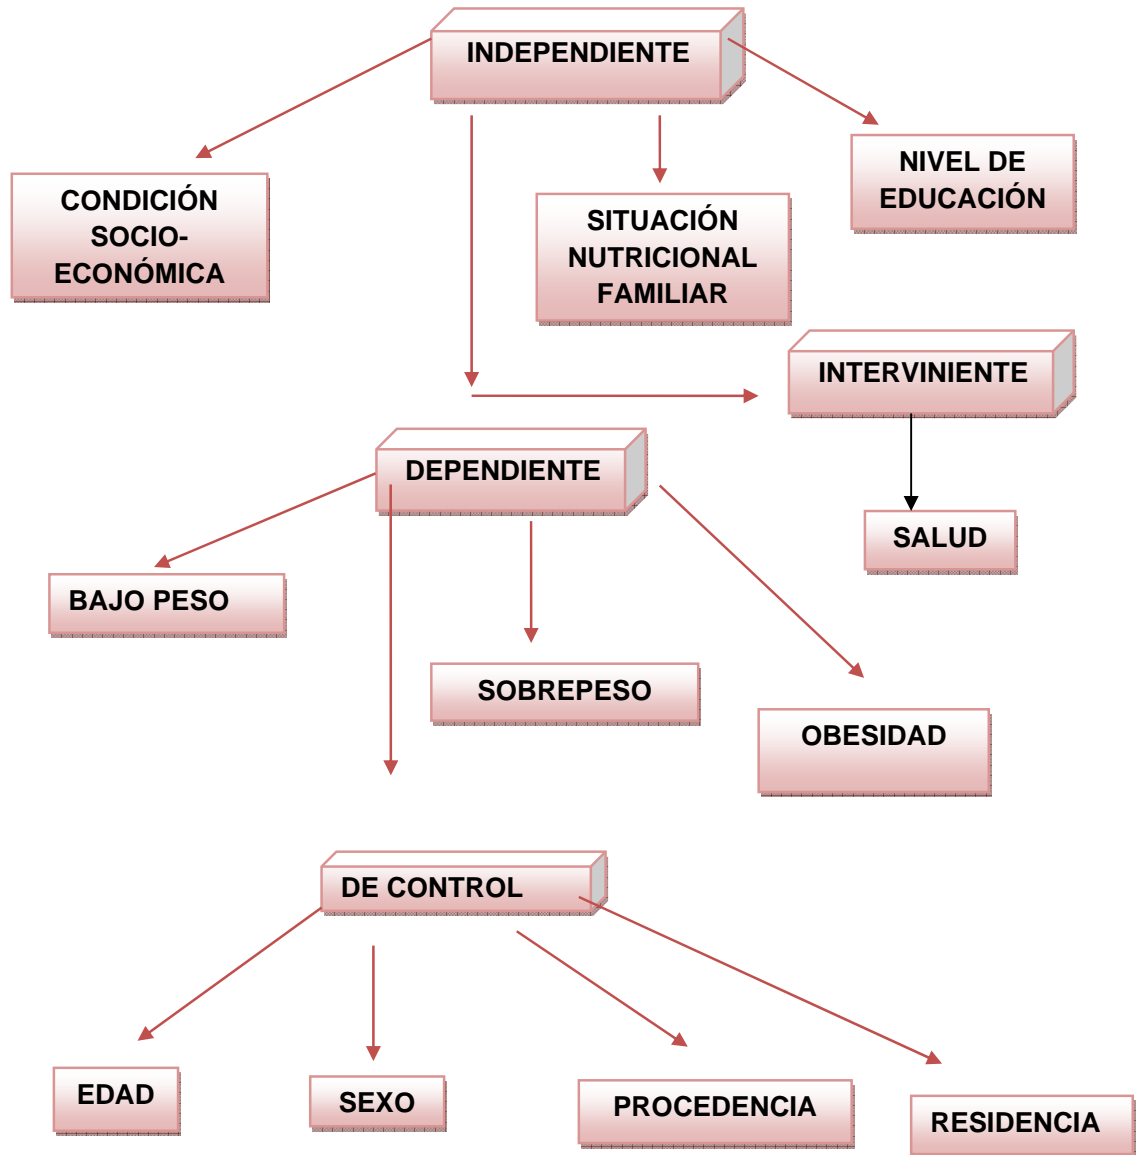 INDEPENDIENTE
CONDICIÓN
SOCIO-
ECONÓMICA
SITUACIÓN
NUTRICIONAL
FAMILIAR
NIVEL DE
EDUCACIÓN
INTERVINIENTE
SALUD
DEPENDIENTE
BAJO PESO
SOBREPESO
OBESIDAD
DE CONTROL
EDAD
SEXO
PROCEDENCIA
RESIDENCIA